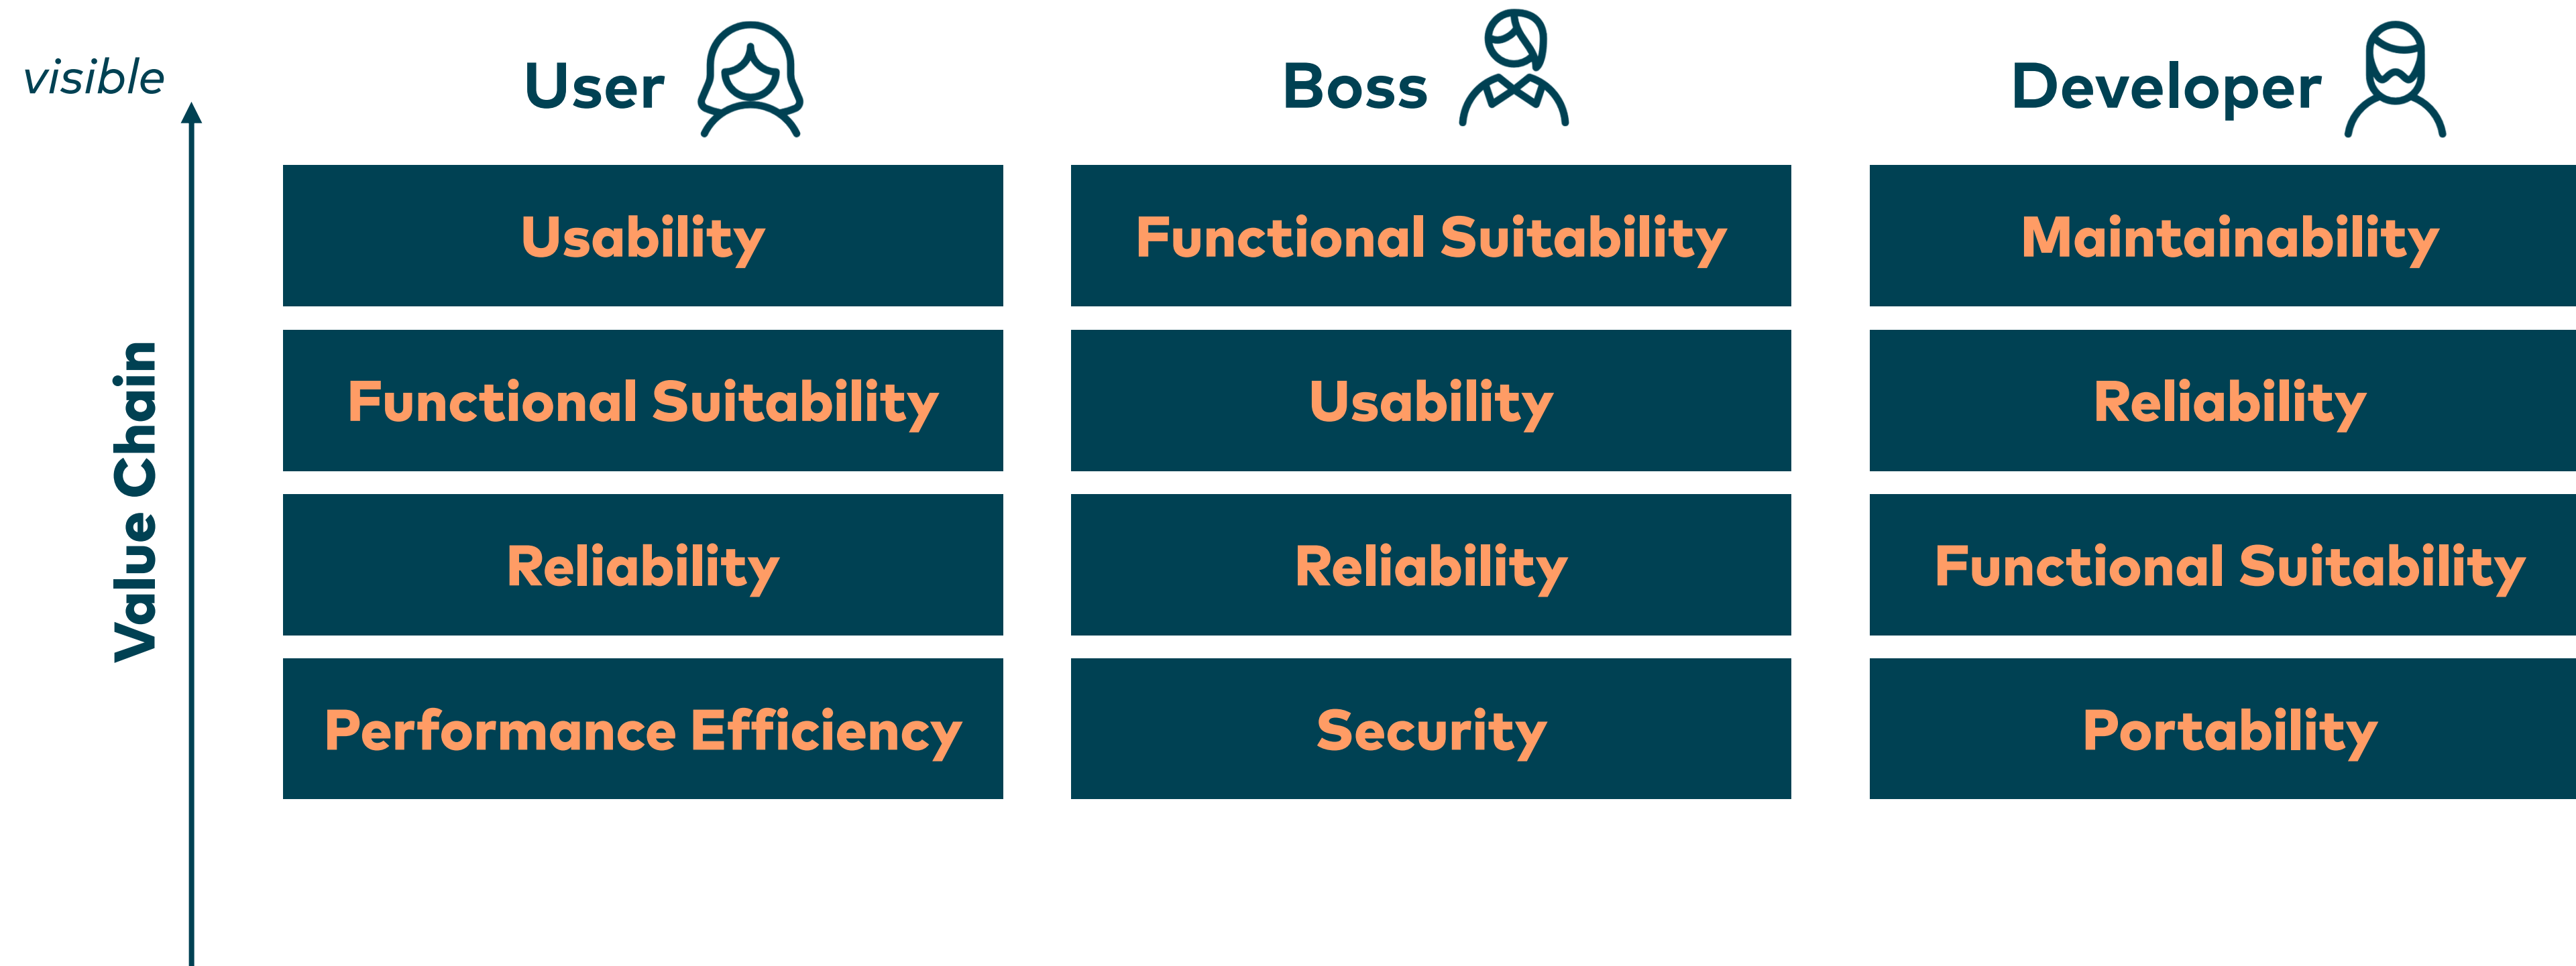 visible
User
Boss
Developer
Value Chain
Usability
Functional Suitability
Maintainability
Functional Suitability
Usability
Reliability
Reliability
Reliability
Functional Suitability
Performance Efficiency
Security
Portability